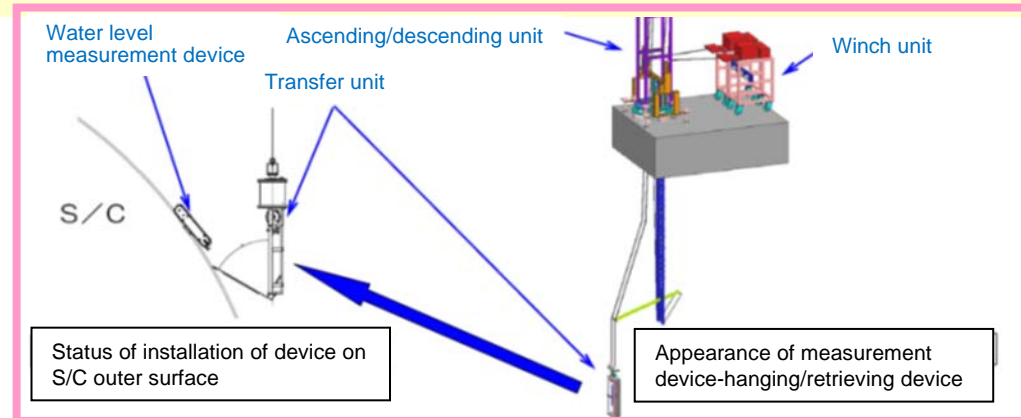 Water level
measurement device
Ascending/descending unit
Winch unit
Transfer unit
S/C
Status of installation of device on
S/C outer surface
Appearance of measurement
device-hanging/retrieving device